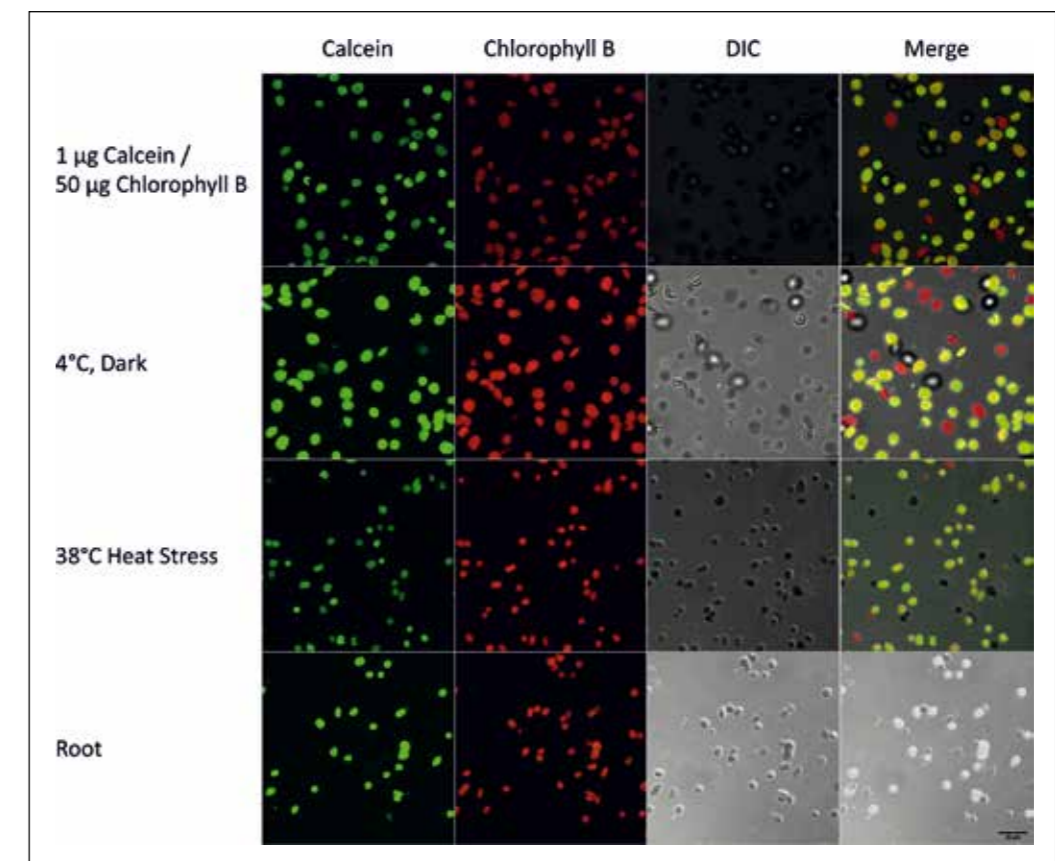 Calcein Chlorophyll B DIC Merge
1 µg Calcein /
50 µg Chlorophyll B
4°C, Dark
38°C Heat Stress
Root